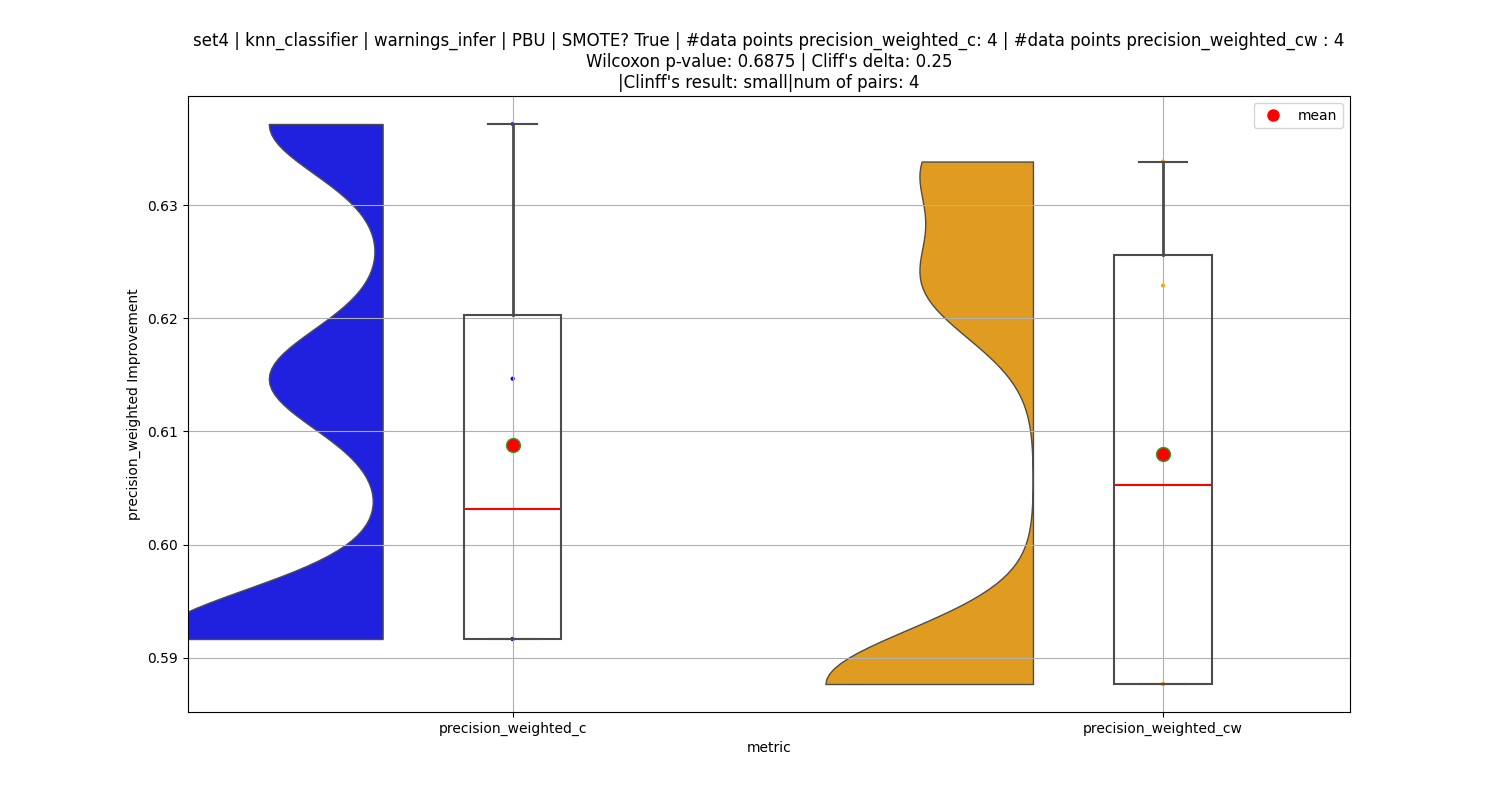 set4 | knn_classifier | warnings_infer | PBU | SMOTE? True | #data points precision_weighted_c: 4 | #data points precision_weighted_cw : 4
Wilcoxon p-value: 0.6875 | Cliff's delta: 0.25
|Clinff's result: small|num of pairs: 4
mean
0.63
0.62
0.61
0.60
0.59
precision_weighted Improvement
precision_weighted_c
precision_weighted_cw
metric